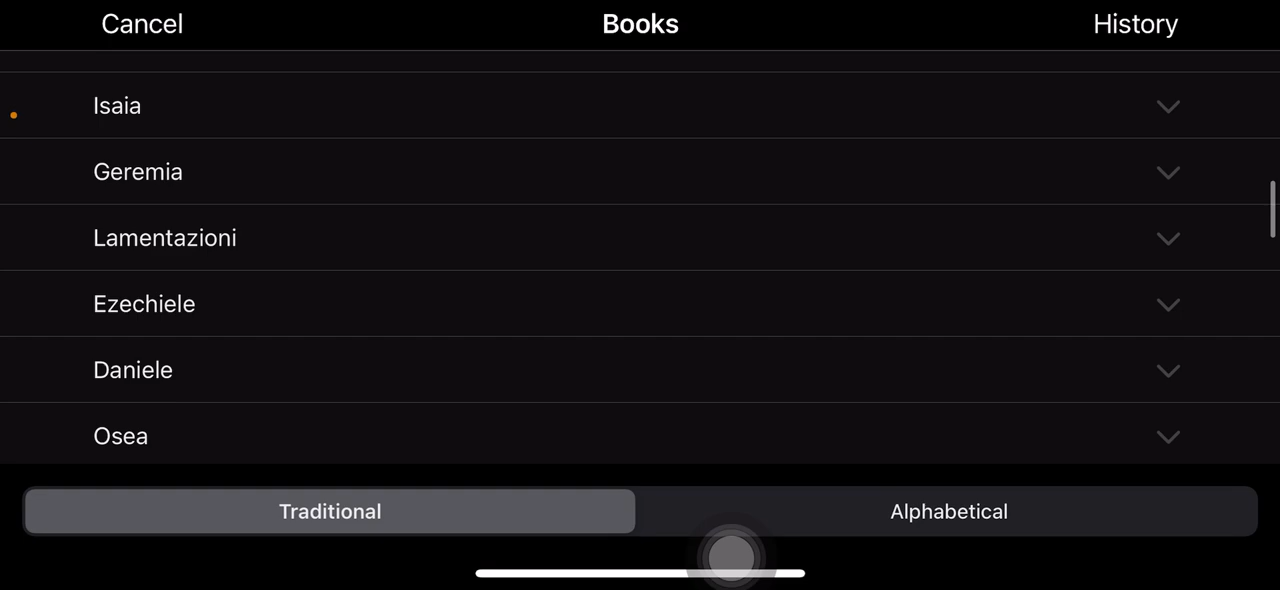 Cancel Books History
Isaia
Geremia
Lamentazioni
Ezechiele
Daniele
Osea
Traditional Alphabetical